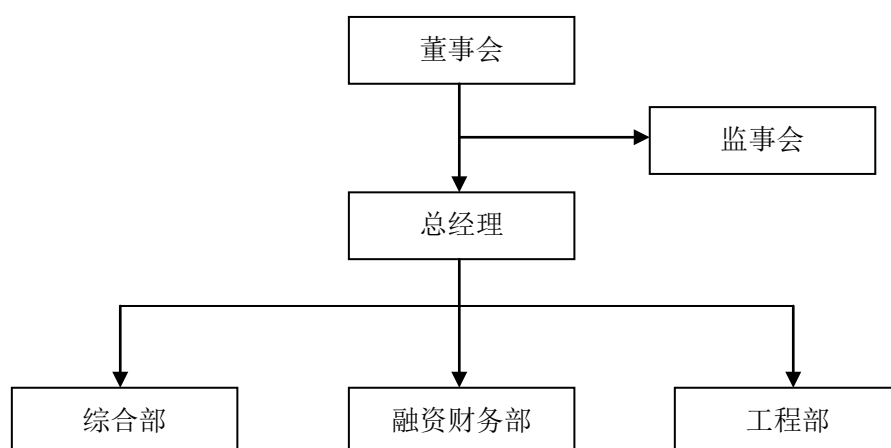 董事会
监事会
总经理
综合部
融资财务部
工程部